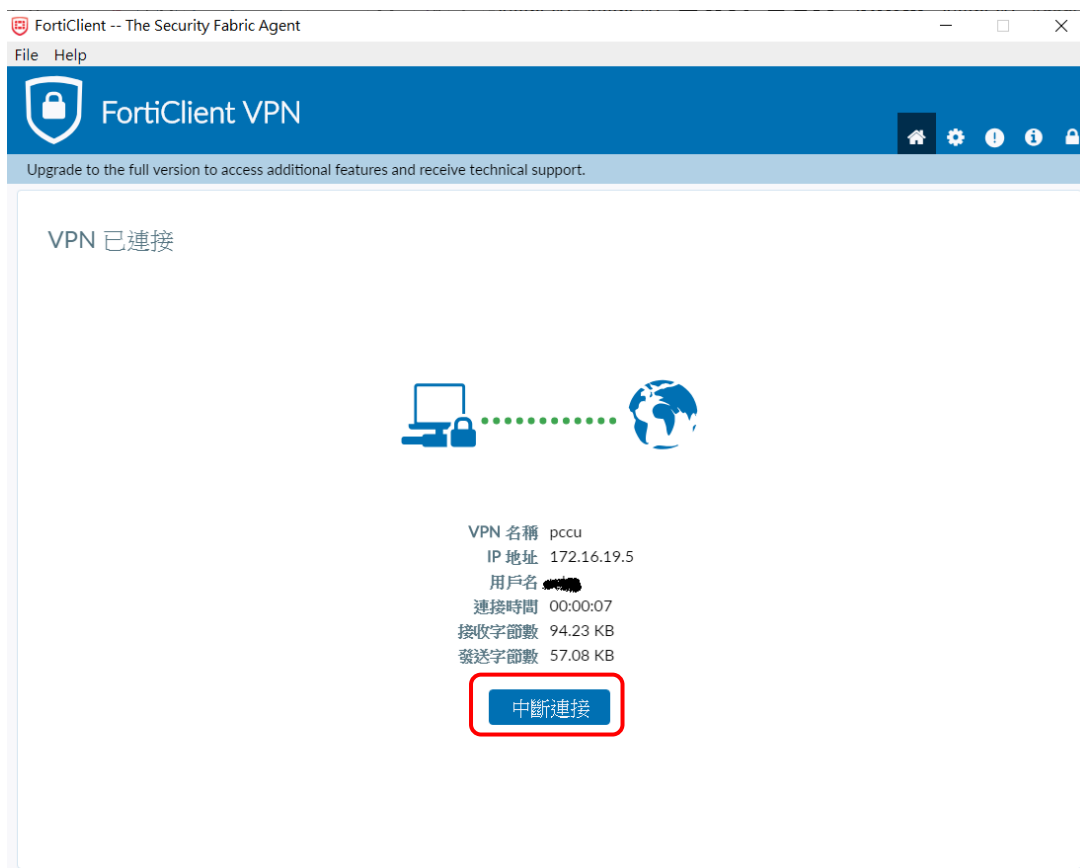 FortiClient -- The Security Fabric Agent
File Help
FortiClient VPN
Upgrade to the full version to access additional features and receive technical support.
VPN 已連接
VPN 名稱 pccu
IP 地址 172.16.19.5
用戶名
連接時間 00:00:07
接收字節數 94.23 KB
發送字節數 57.08 KB
中斷連接